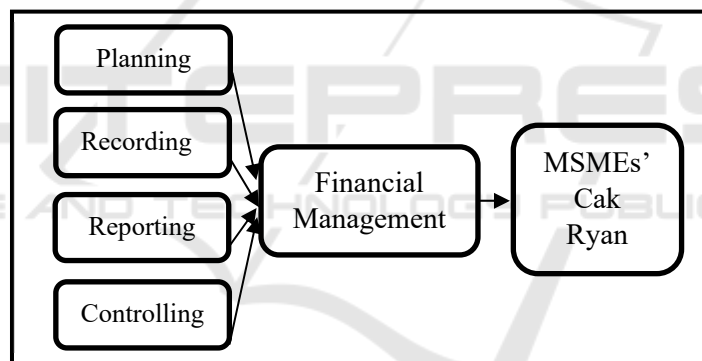 Planning
Recording
Reporting
Controlling
Financial
Management
MSMEs'
Cak
Ryan